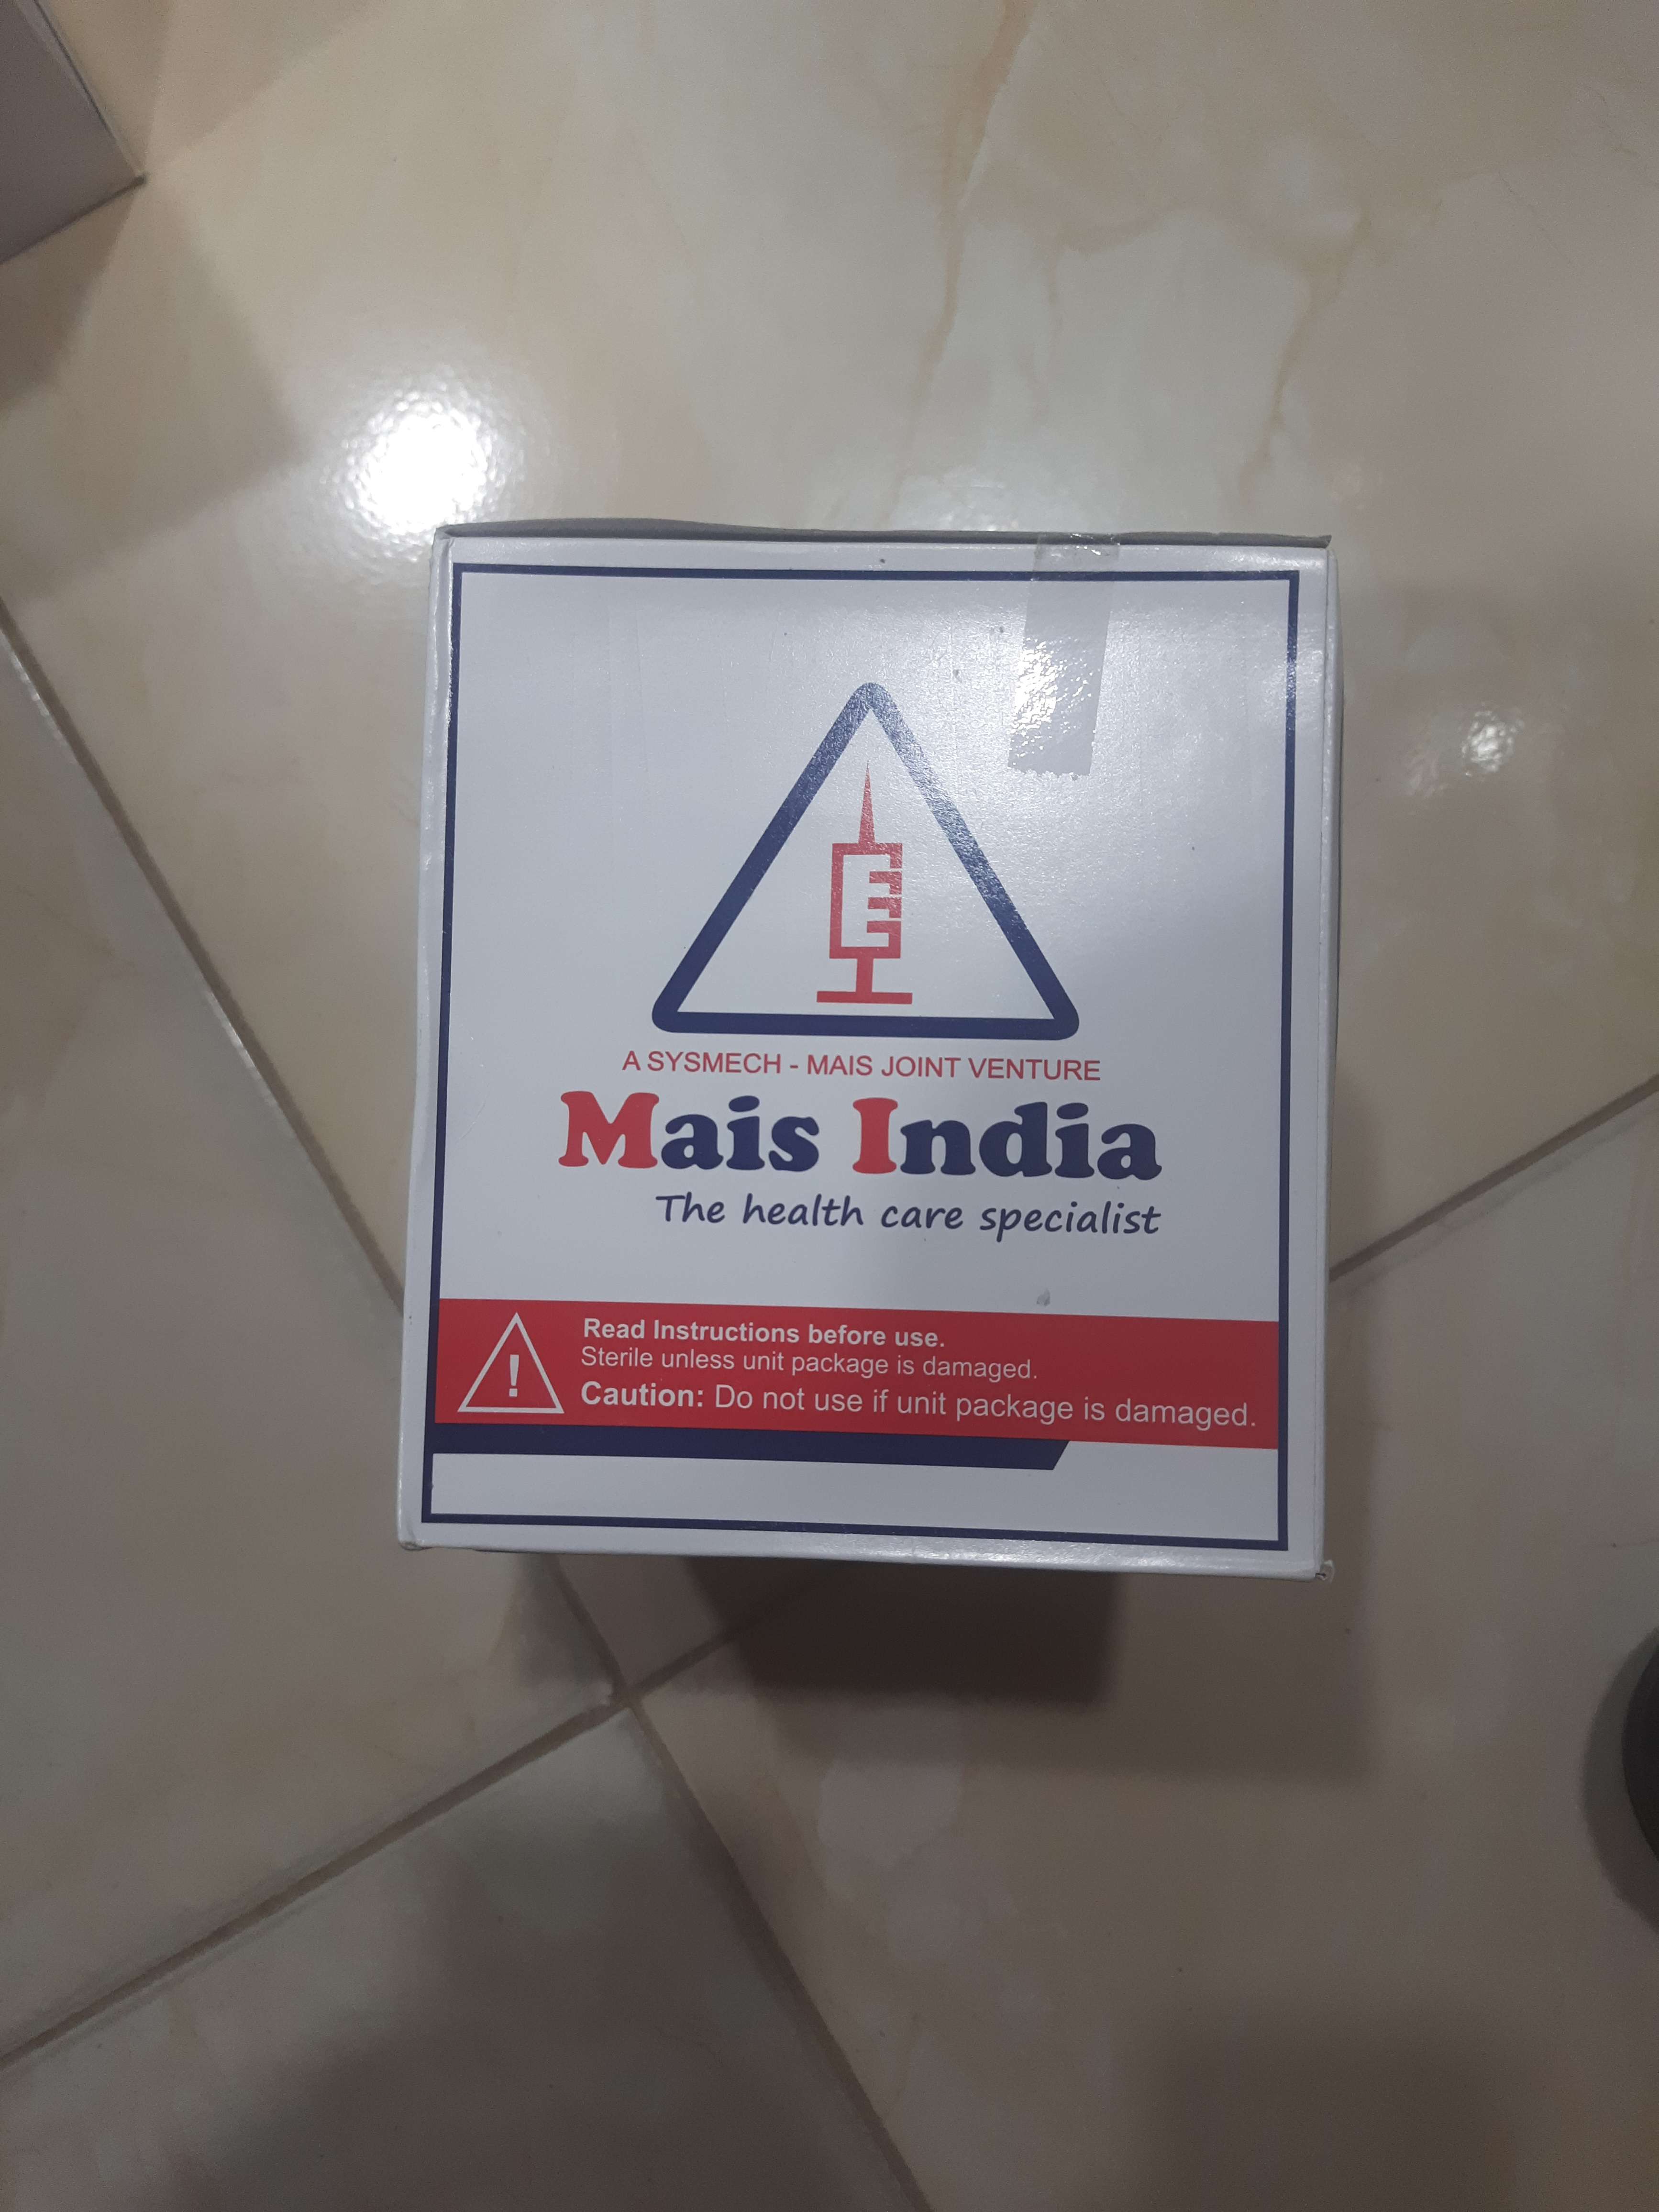 A SYSMECH - MAIS JOINT VENTURE
Mais India
The health care specialist
Read Instructions before use.
Sterile unless unit package is damaged.
Caution: Do not use if unit package is damaged.